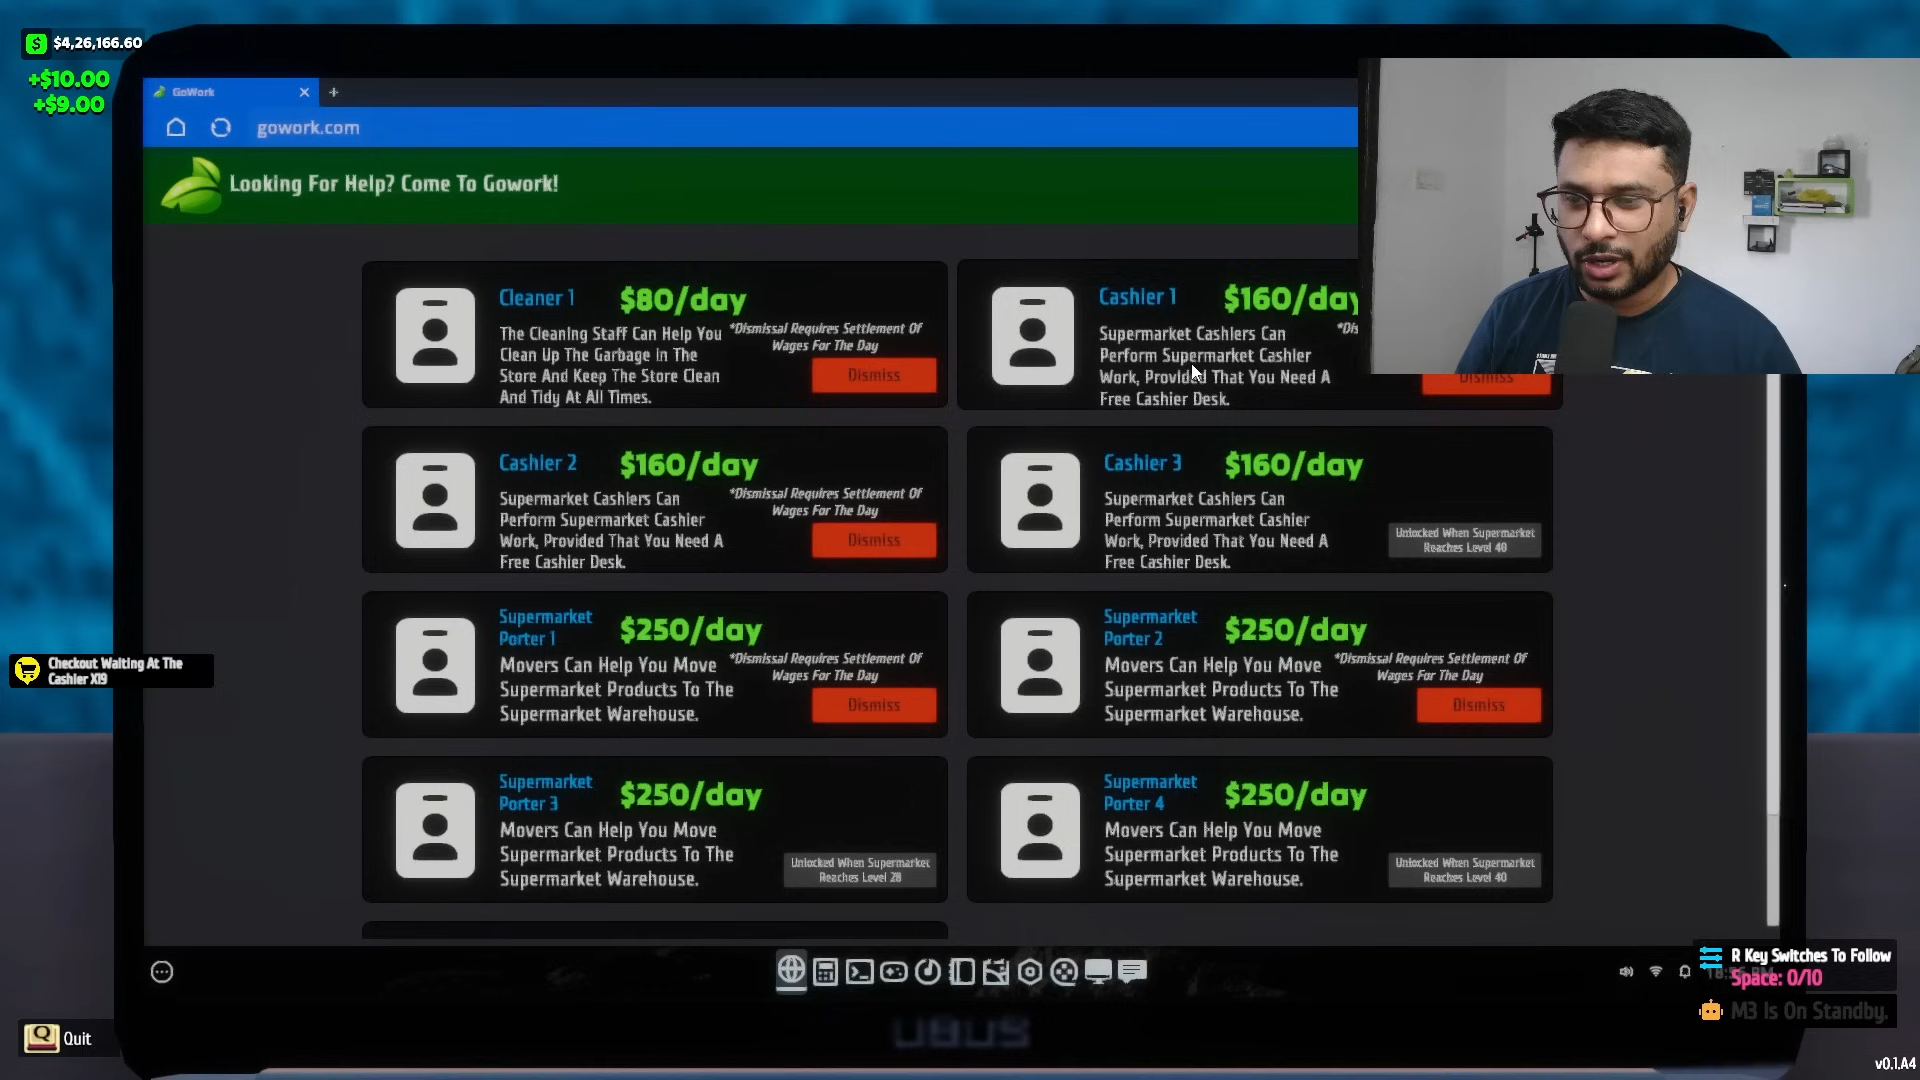 $4,26,166.60
+$10.00
+$9.00
GoWork
gowork.com
Looking For Help? Come To Gowork!
Cleaner 1
$80/day
The Cleaning Staff Can Help You
Clean Up The Garbage In The
Store And Keep The Store Clean
And Tidy At All Times.
*Dismissal Requires Settlement Of
Wages For The Day
Dismiss
Cashier 1
$160/day
Supermarket Cashiers Can
Perform Supermarket Cashier
Work, Provided That You Need A
Free Cashier Desk.
Dismiss
Cashier 2
$160/day
Supermarket Cashiers Can
Perform Supermarket Cashier
Work, Provided That You Need A
Free Cashier Desk.
*Dismissal Requires Settlement Of
Wages For The Day
Dismiss
Cashier 3
$160/day
Supermarket Cashiers Can
Perform Supermarket Cashier
Work, Provided That You Need A
Free Cashier Desk.
Unlocked When Supermarket
Reaches Level 40
Supermarket
Porter 1
$250/day
Movers Can Help You Move
Supermarket Products To The
Supermarket Warehouse.
*Dismissal Requires Settlement Of
Wages For The Day
Dismiss
Supermarket
Porter 2
$250/day
Movers Can Help You Move
Supermarket Products To The
Supermarket Warehouse.
*Dismissal Requires Settlement Of
Wages For The Day
Dismiss
Supermarket
Porter 3
$250/day
Movers Can Help You Move
Supermarket Products To The
Supermarket Warehouse.
Unlocked When Supermarket
Reaches Level 28
Supermarket
Porter 4
$250/day
Movers Can Help You Move
Supermarket Products To The
Supermarket Warehouse.
Unlocked When Supermarket
Reaches Level 40
Checkout Waiting At The
Cashier X19
R Key Switches To Follow
Space: 0/10
M3 Is On Standby.
Q Quit
UBUS
v0.1.A4